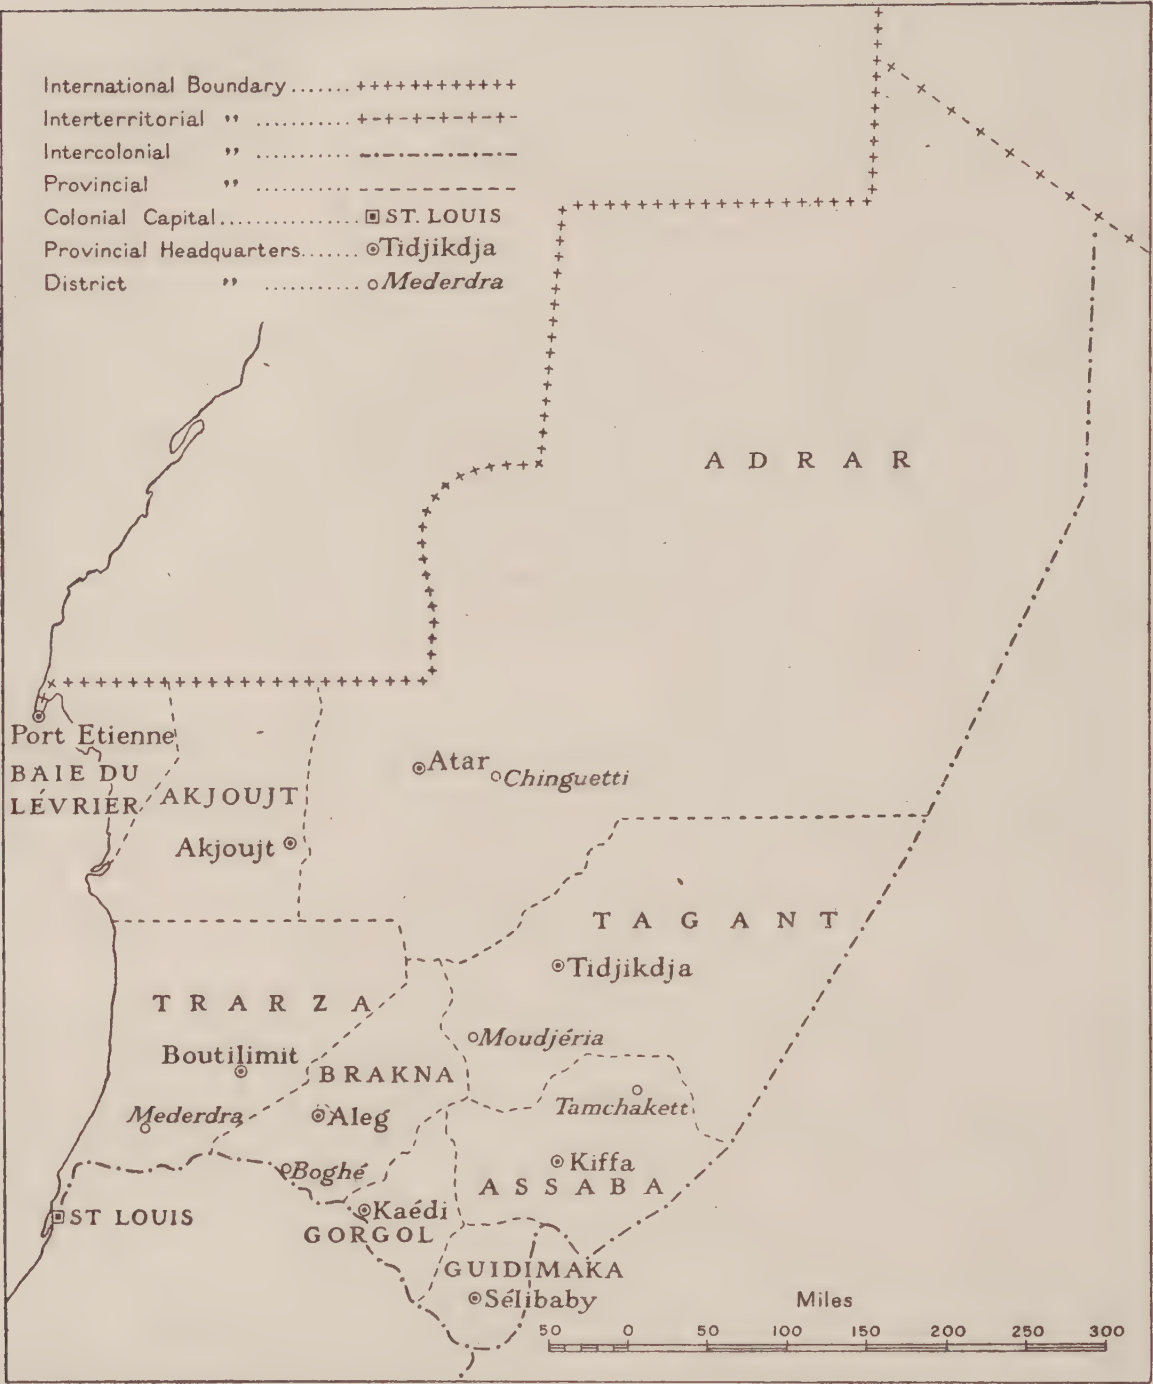 International Boundary ....... ++++++++++++
Interterritorial " ........... +-+-+-+-+-+-
Intercolonial " ...........
Provincial " ...........
Colonial Capital................ ST. LOUIS
Provincial Headquarters....... Tidjikdja
District " ........... Mederdra
ADRAR
Port Etienne
BAIE DU
LÉVRIER
AKJOUJT
Akjoujt
Atar
Chinguetti
TAGANT
Tidjikdja
TRARZA
Boutilimit
Mederdra
Moudjéria
BRAKNA
Aleg
Boghé
Tamchakett
Kiffa
ASSABA
ST LOUIS
Kaédi
GORGOL
GUIDIMAKA
Sélibaby
Miles
50 0 50 100 150 200 250 300